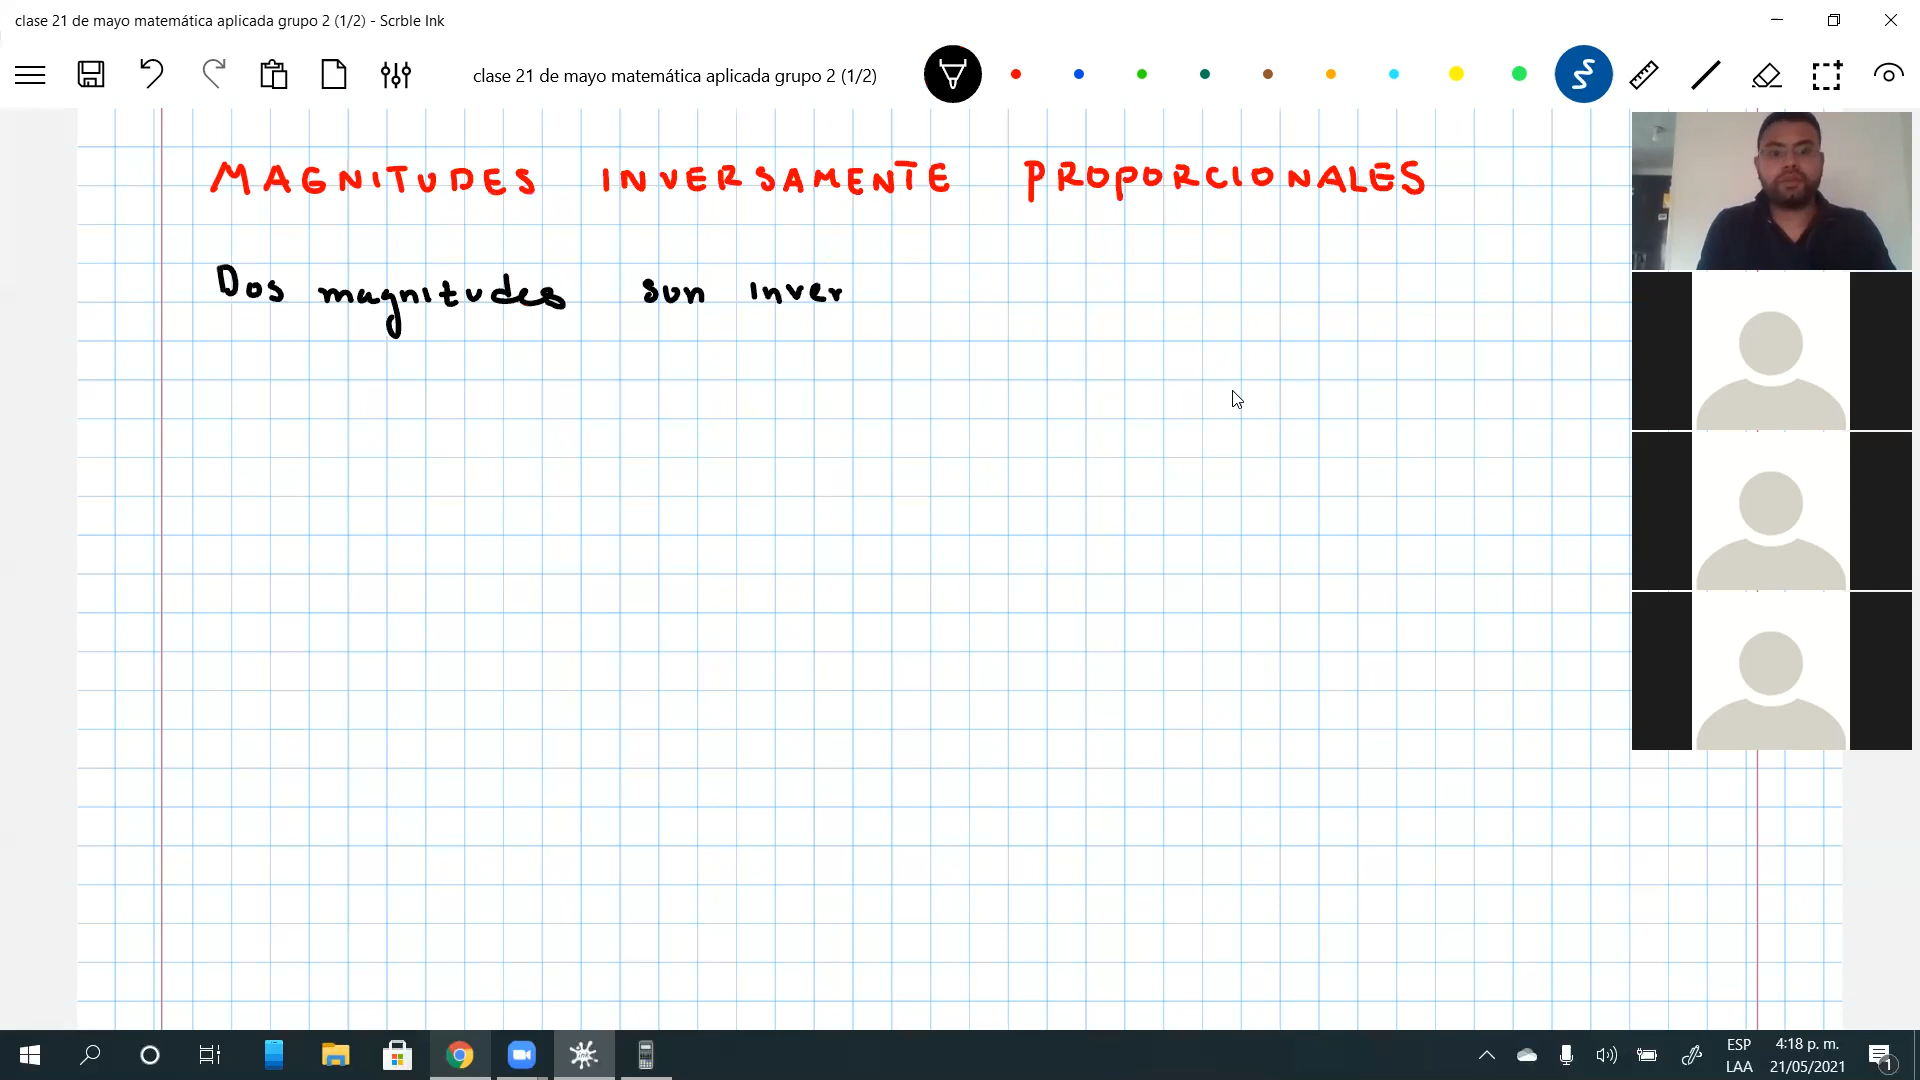 clase 21 de mayo matemática aplicada grupo 2 (1/2) - Scrble Ink
clase 21 de mayo matemática aplicada grupo 2 (1/2)
MAGNITUDES INVERSAMENTE PROPORCIONALES
Dos magnitudes son inver
ESP
LAA
4:18 p. m.
21/05/2021
1